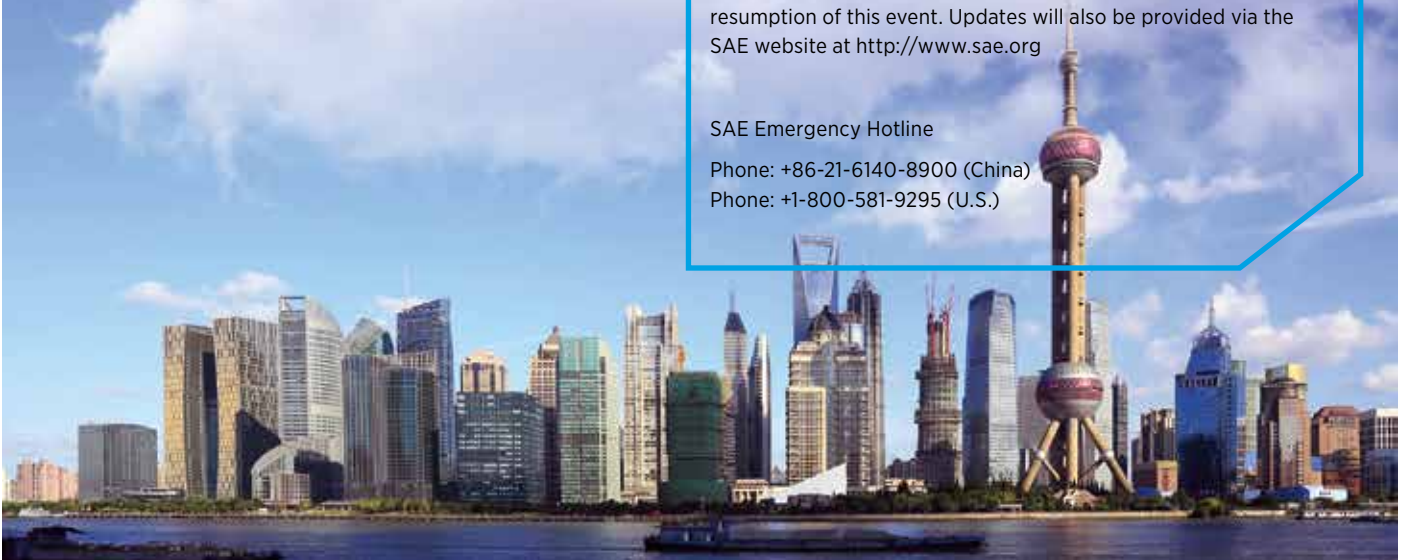 resumption of this event. Updates will also be provided via the
SAE website at http://www.sae.org
SAE Emergency Hotline
Phone: +86-21-6140-8900 (China)
Phone: +1-800-581-9295 (U.S.)